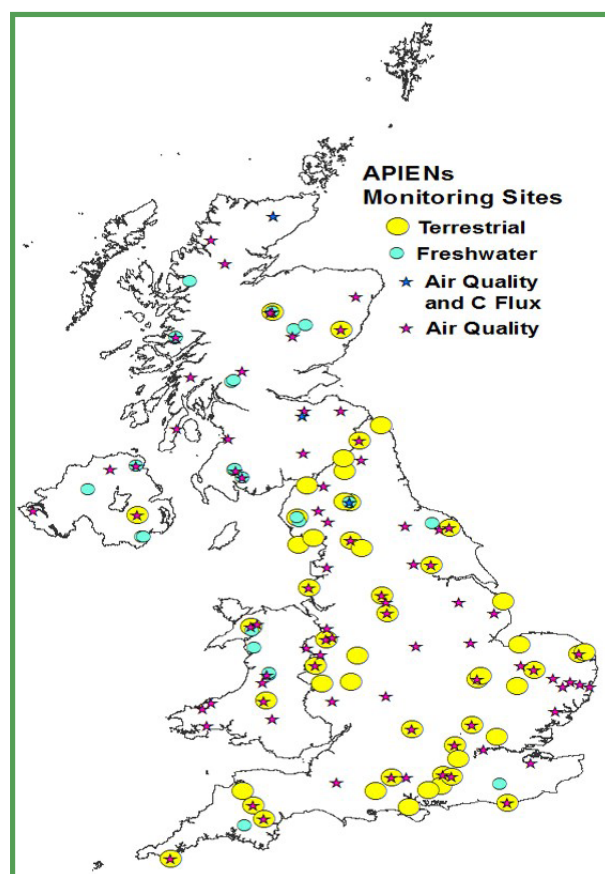 APIENs
Monitoring Sites
Terrestrial
Freshwater
Air Quality
and C Flux
Air Quality